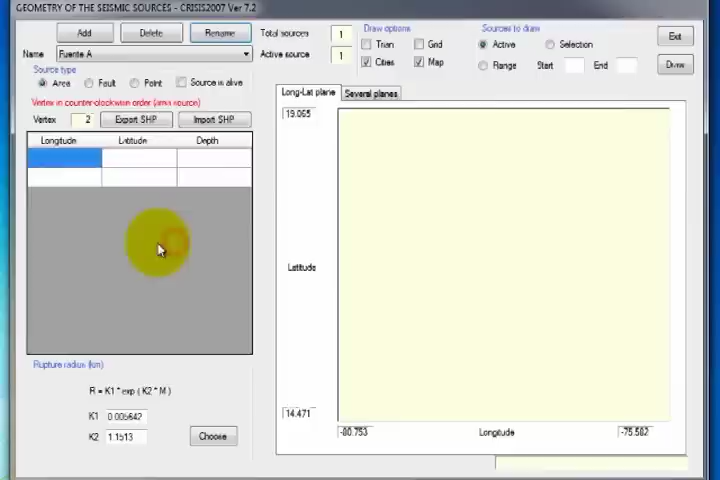 GEOMETRY OF THE SEISMIC SOURCES - CRISIS2007 Ver 7.2
Add Delete Rename Total sources 1 Draw options Sources to draw Exit
Name Fuente A Active source 1 Trian Grid Active Selection
Source type Cities Map Range Start End Draw
Area Fault Point Source is alive
Vertex in counter-clockwise order (area source)
Long-Lat plane Several planes
Vertex 2 Export SHP Import SHP 19.065
Longitude Latitude Depth
Latitude
Rupture radius (km)
R = K1 * exp ( K2 * M )
K1 0.005642 14.471
K2 1.1513 Choose -80.753 Longitude -75.582